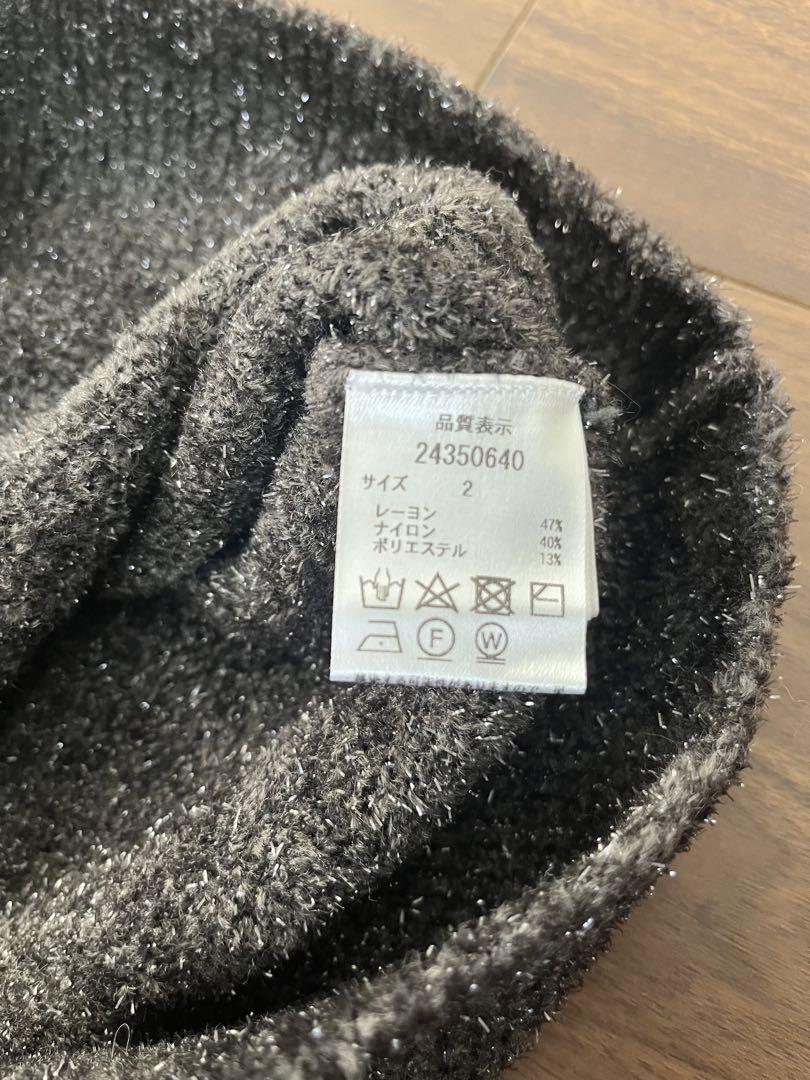 品質表示
24350640
サイズ 2
レーヨン 47%
ナイロン 40%
ポリエステル 13%
F W